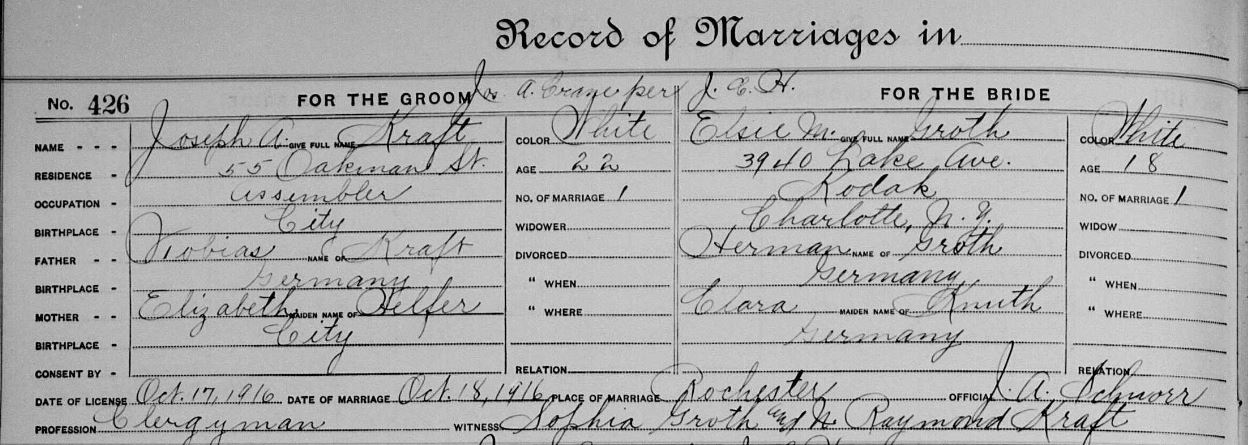 Record of Marriages in
No. 426 FOR THE GROOM Jos. A. Crane per J. E. H. FOR THE BRIDE
NAME - - - Joseph A. GIVE FULL NAME Kraft COLOR White Elsie M. GIVE FULL NAME Groth COLOR White
RESIDENCE - 55 Oakman St. AGE 22 3940 Lake Ave. AGE 18
OCCUPATION - assembler NO. OF MARRIAGE 1 Kodak NO. OF MARRIAGE 1
BIRTHPLACE - City WIDOWER Charlotte, N.Y. WIDOW
FATHER - - Tobias NAME OF Kraft DIVORCED Herman NAME OF Groth DIVORCED
BIRTHPLACE - Germany " WHEN Germany " WHEN
MOTHER - - Elizabeth MAIDEN NAME OF Helfer " WHERE Clara MAIDEN NAME OF Knuth " WHERE
BIRTHPLACE - City Germany
CONSENT BY - RELATION RELATION
DATE OF LICENSE Oct. 17, 1916 DATE OF MARRIAGE Oct. 18, 1916 PLACE OF MARRIAGE Rochester OFFICIAL J. A. Schnorr
PROFESSION Clergyman WITNESS Sophia Groth and N. Raymond Kraft